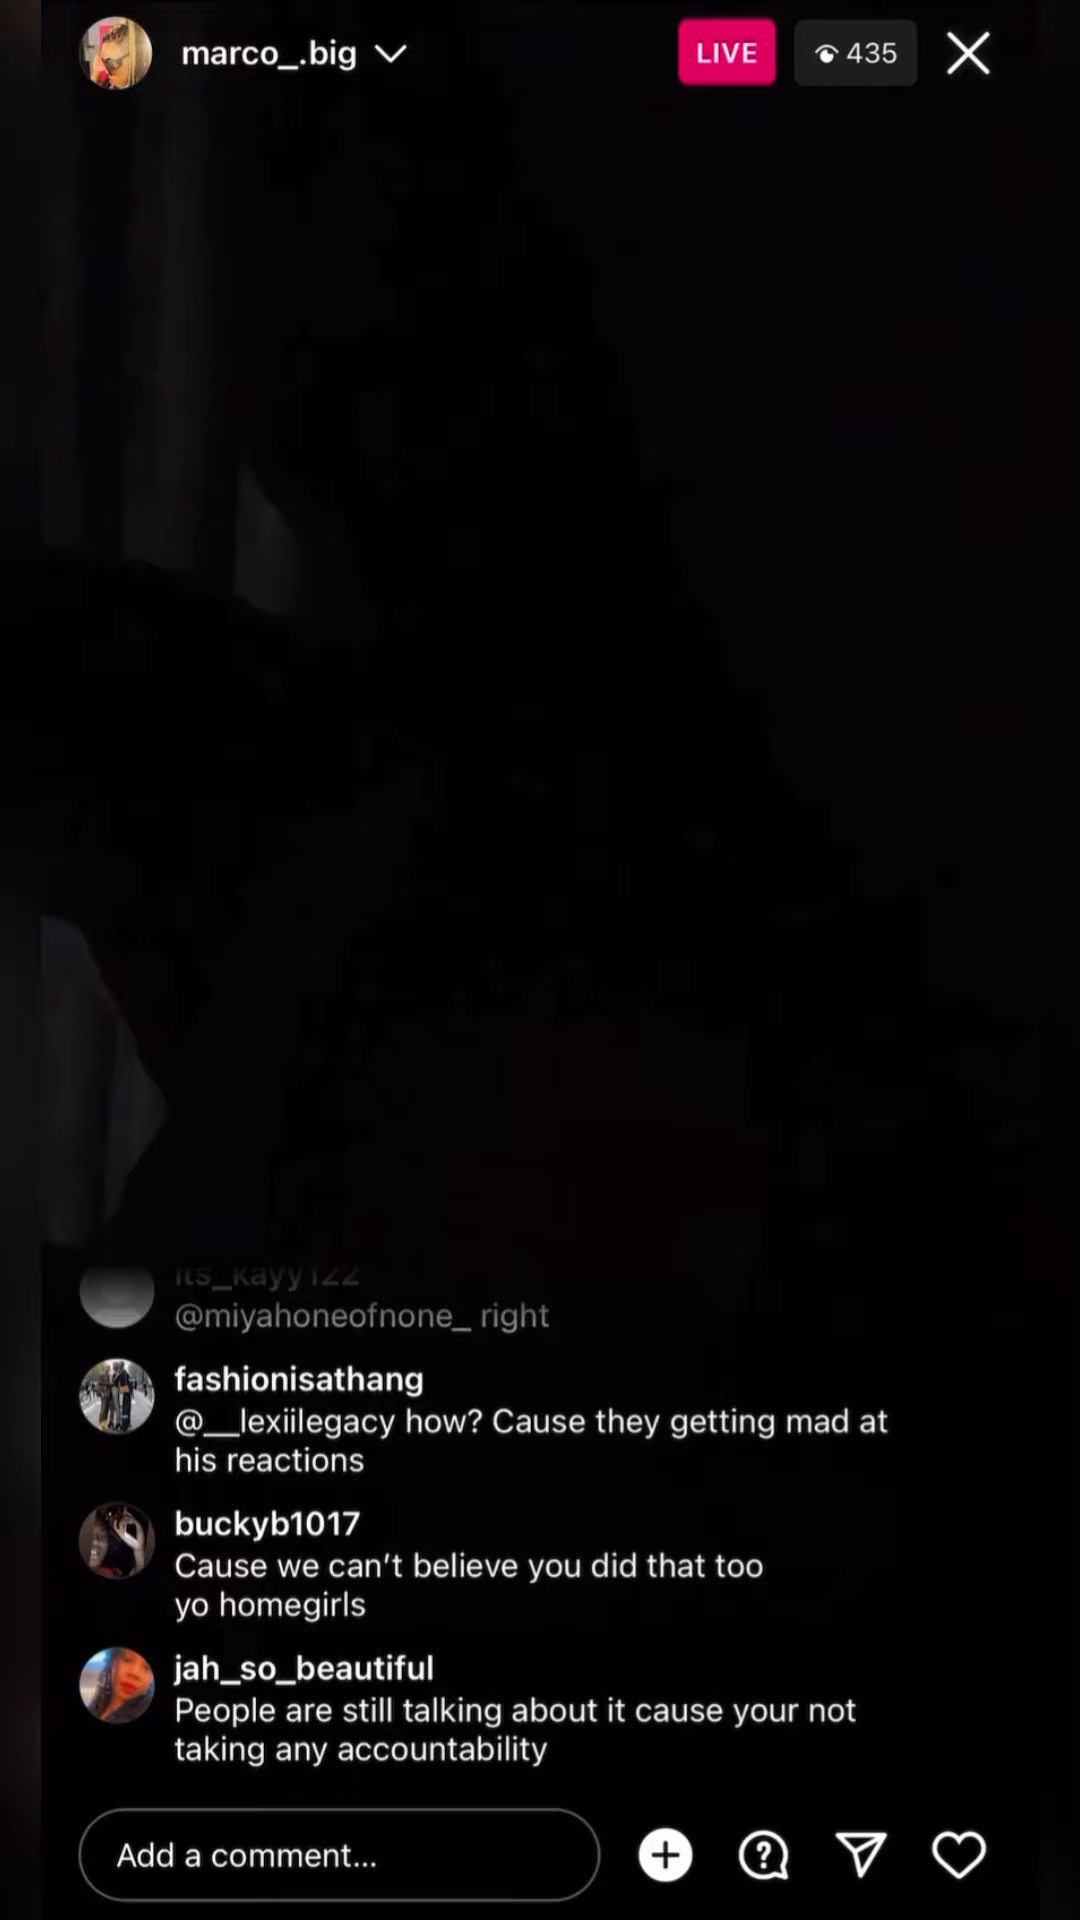 marco_.big
LIVE
435
its_kayy122
@miyahoneofnone_ right
fashionisathang
@__lexiilegacy how? Cause they getting mad at
his reactions
buckyb1017
Cause we can't believe you did that too
yo homegirls
jah_so_beautiful
People are still talking about it cause your not
taking any accountability
Add a comment...